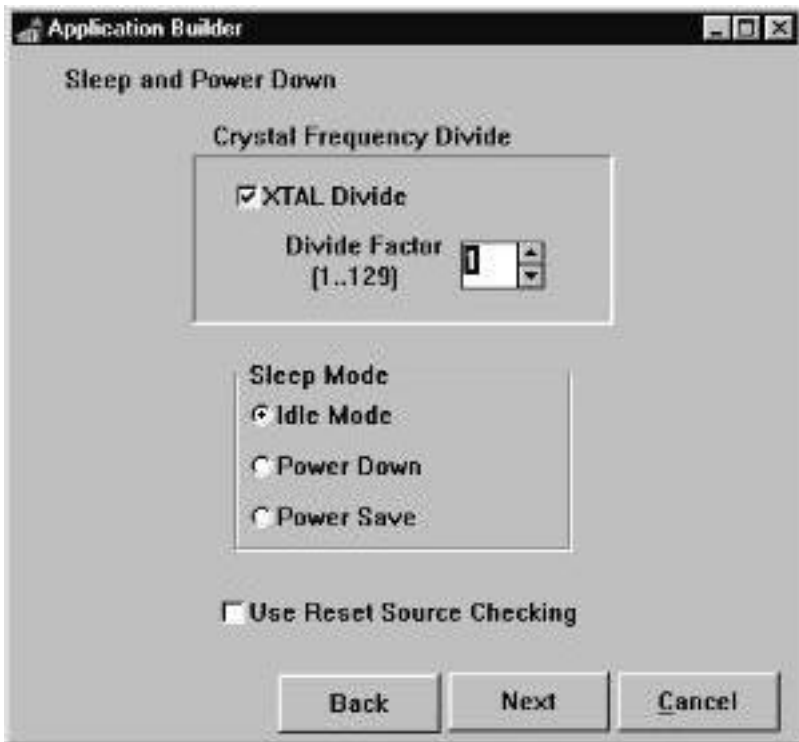 Application Builder
Sleep and Power Down
Crystal Frequency Divide
XTAL Divide
Divide Factor
(1..129)
1
Sleep Mode
Idle Mode
Power Down
Power Save
Use Reset Source Checking
Back
Next
Cancel